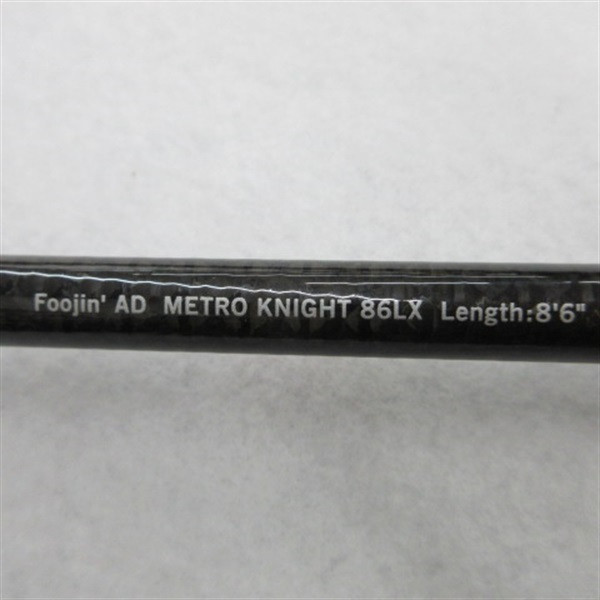 Foojin' AD METRO KNIGHT 86LX Length:8'6"